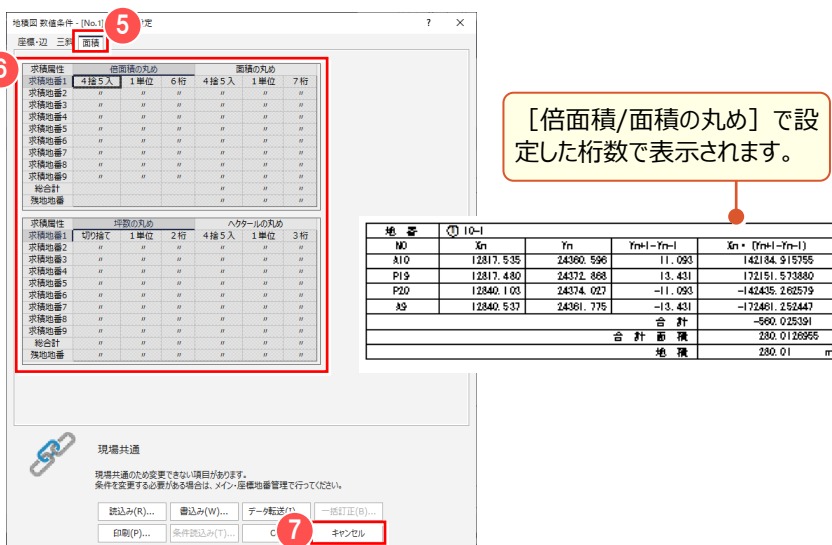 地積図 数値条件 - [No.1] 定
5
? ×
座標・辺 三斜 面積
6
求積属性 倍面積の丸め 面積の丸め
求積地番1 4捨5入 1単位 6桁 4捨5入 1単位 7桁
求積地番2 〃 〃 〃 〃 〃 〃
求積地番3 〃 〃 〃 〃 〃 〃
求積地番4 〃 〃 〃 〃 〃 〃
求積地番5 〃 〃 〃 〃 〃 〃
求積地番6 〃 〃 〃 〃 〃 〃
求積地番7 〃 〃 〃 〃 〃 〃
求積地番8 〃 〃 〃 〃 〃 〃
求積地番9 〃 〃 〃 〃 〃 〃
総合計 〃 〃 〃
残地地番 〃 〃 〃
求積属性 坪数の丸め ヘクタールの丸め
求積地番1 切り捨て 1単位 2桁 4捨5入 1単位 3桁
求積地番2 〃 〃 〃 〃 〃 〃
求積地番3 〃 〃 〃 〃 〃 〃
求積地番4 〃 〃 〃 〃 〃 〃
求積地番5 〃 〃 〃 〃 〃 〃
求積地番6 〃 〃 〃 〃 〃 〃
求積地番7 〃 〃 〃 〃 〃 〃
求積地番8 〃 〃 〃 〃 〃 〃
求積地番9 〃 〃 〃 〃 〃 〃
総合計 〃 〃 〃 〃 〃 〃
残地地番 〃 〃 〃 〃 〃 〃
現場共通
現場共通のため変更できない項目があります。
条件を変更する必要がある場合は、メイン・座標地番管理で行ってください。
読込み(R)... 書込み(W)... データ転送(T)... 一括訂正(B)...
印刷(P)... 条件読込み(T)... 7 キャンセル
［倍面積/面積の丸め］で設
定した桁数で表示されます。
地 番 ① 10-1
NO Xn Yn Yn+1-Yn-1 Xn・(Yn+1-Yn-1)
A10 12817.535 24360.596 11.093 142184.915755
P19 12817.480 24372.868 13.431 172151.573880
P20 12840.103 24374.027 -11.093 -142435.262579
A9 12840.537 24361.775 -13.431 -172461.252447
合 計 -560.025391
合 計 面 積 280.0126955
地 積 280.01 m